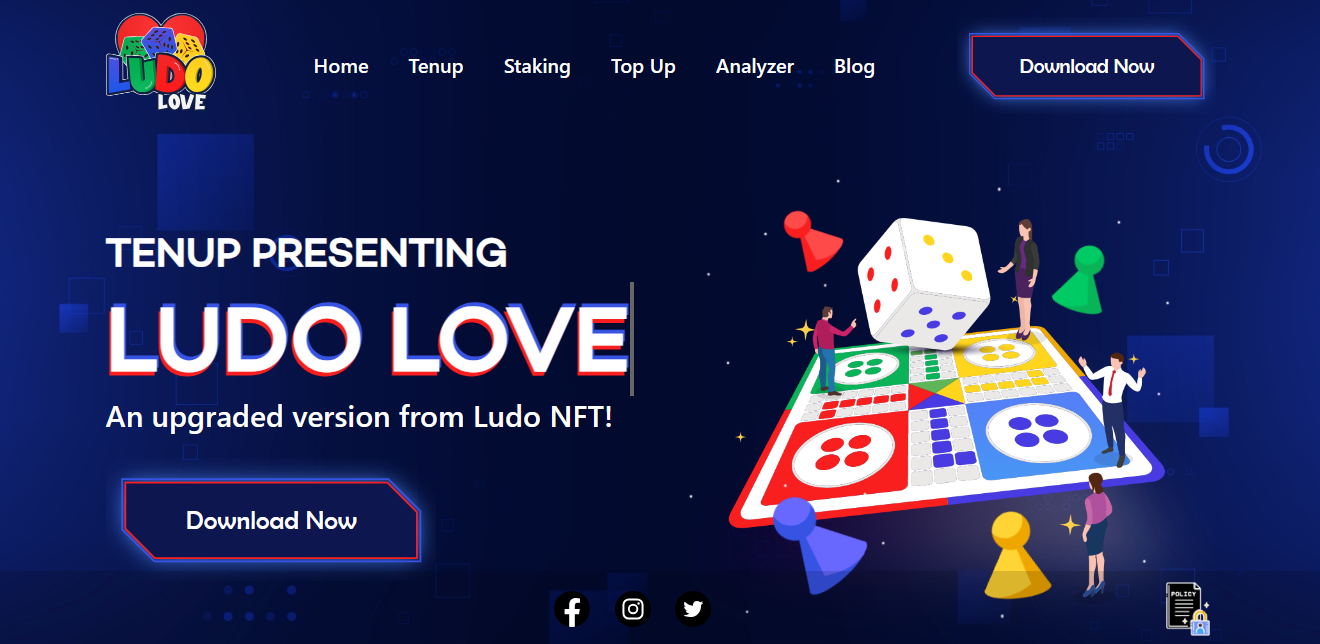 LUDO
LOVE
Home Tenup Staking Top Up Analyzer Blog
Download Now
TENUP PRESENTING
LUDO LOVE
An upgraded version from Ludo NFT!
Download Now
POLICY